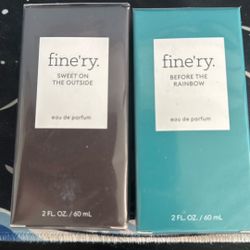 fine'ry.
SWEET ON
THE OUTSIDE
eau de parfum
2 FL. OZ. / 60 mL
fine'ry.
BEFORE THE
RAINBOW
eau de parfum
2 FL. OZ. / 60 mL